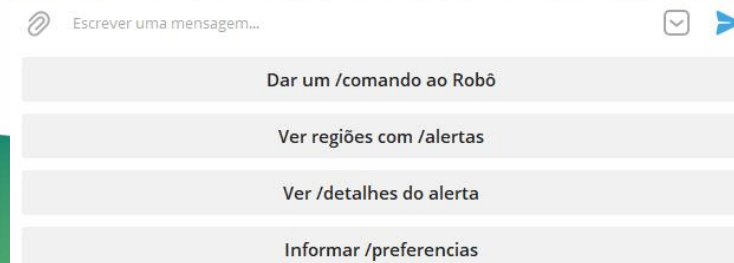 Escrever uma mensagem...
Dar um /comando ao Robô
Ver regiões com /alertas
Ver /detalhes do alerta
Informar /preferencias